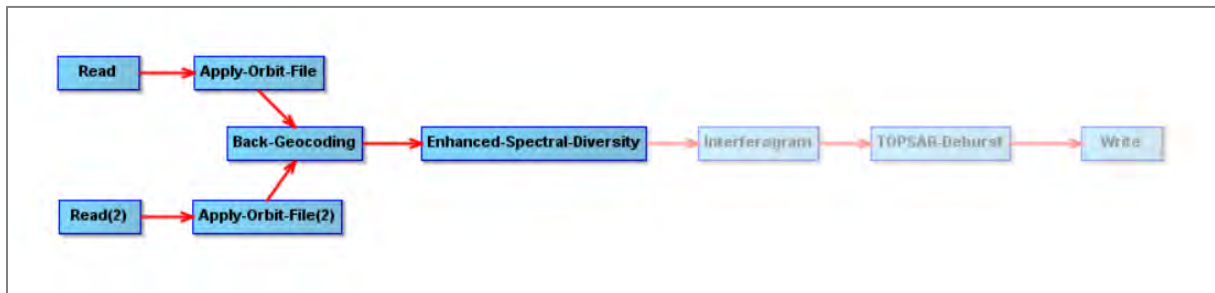 Read
Apply-Orbit-File
Back-Geocoding
Enhanced-Spectral-Diversity
Interferogram
TOPSAR-Deburst
Write
Read(2)
Apply-Orbit-File(2)